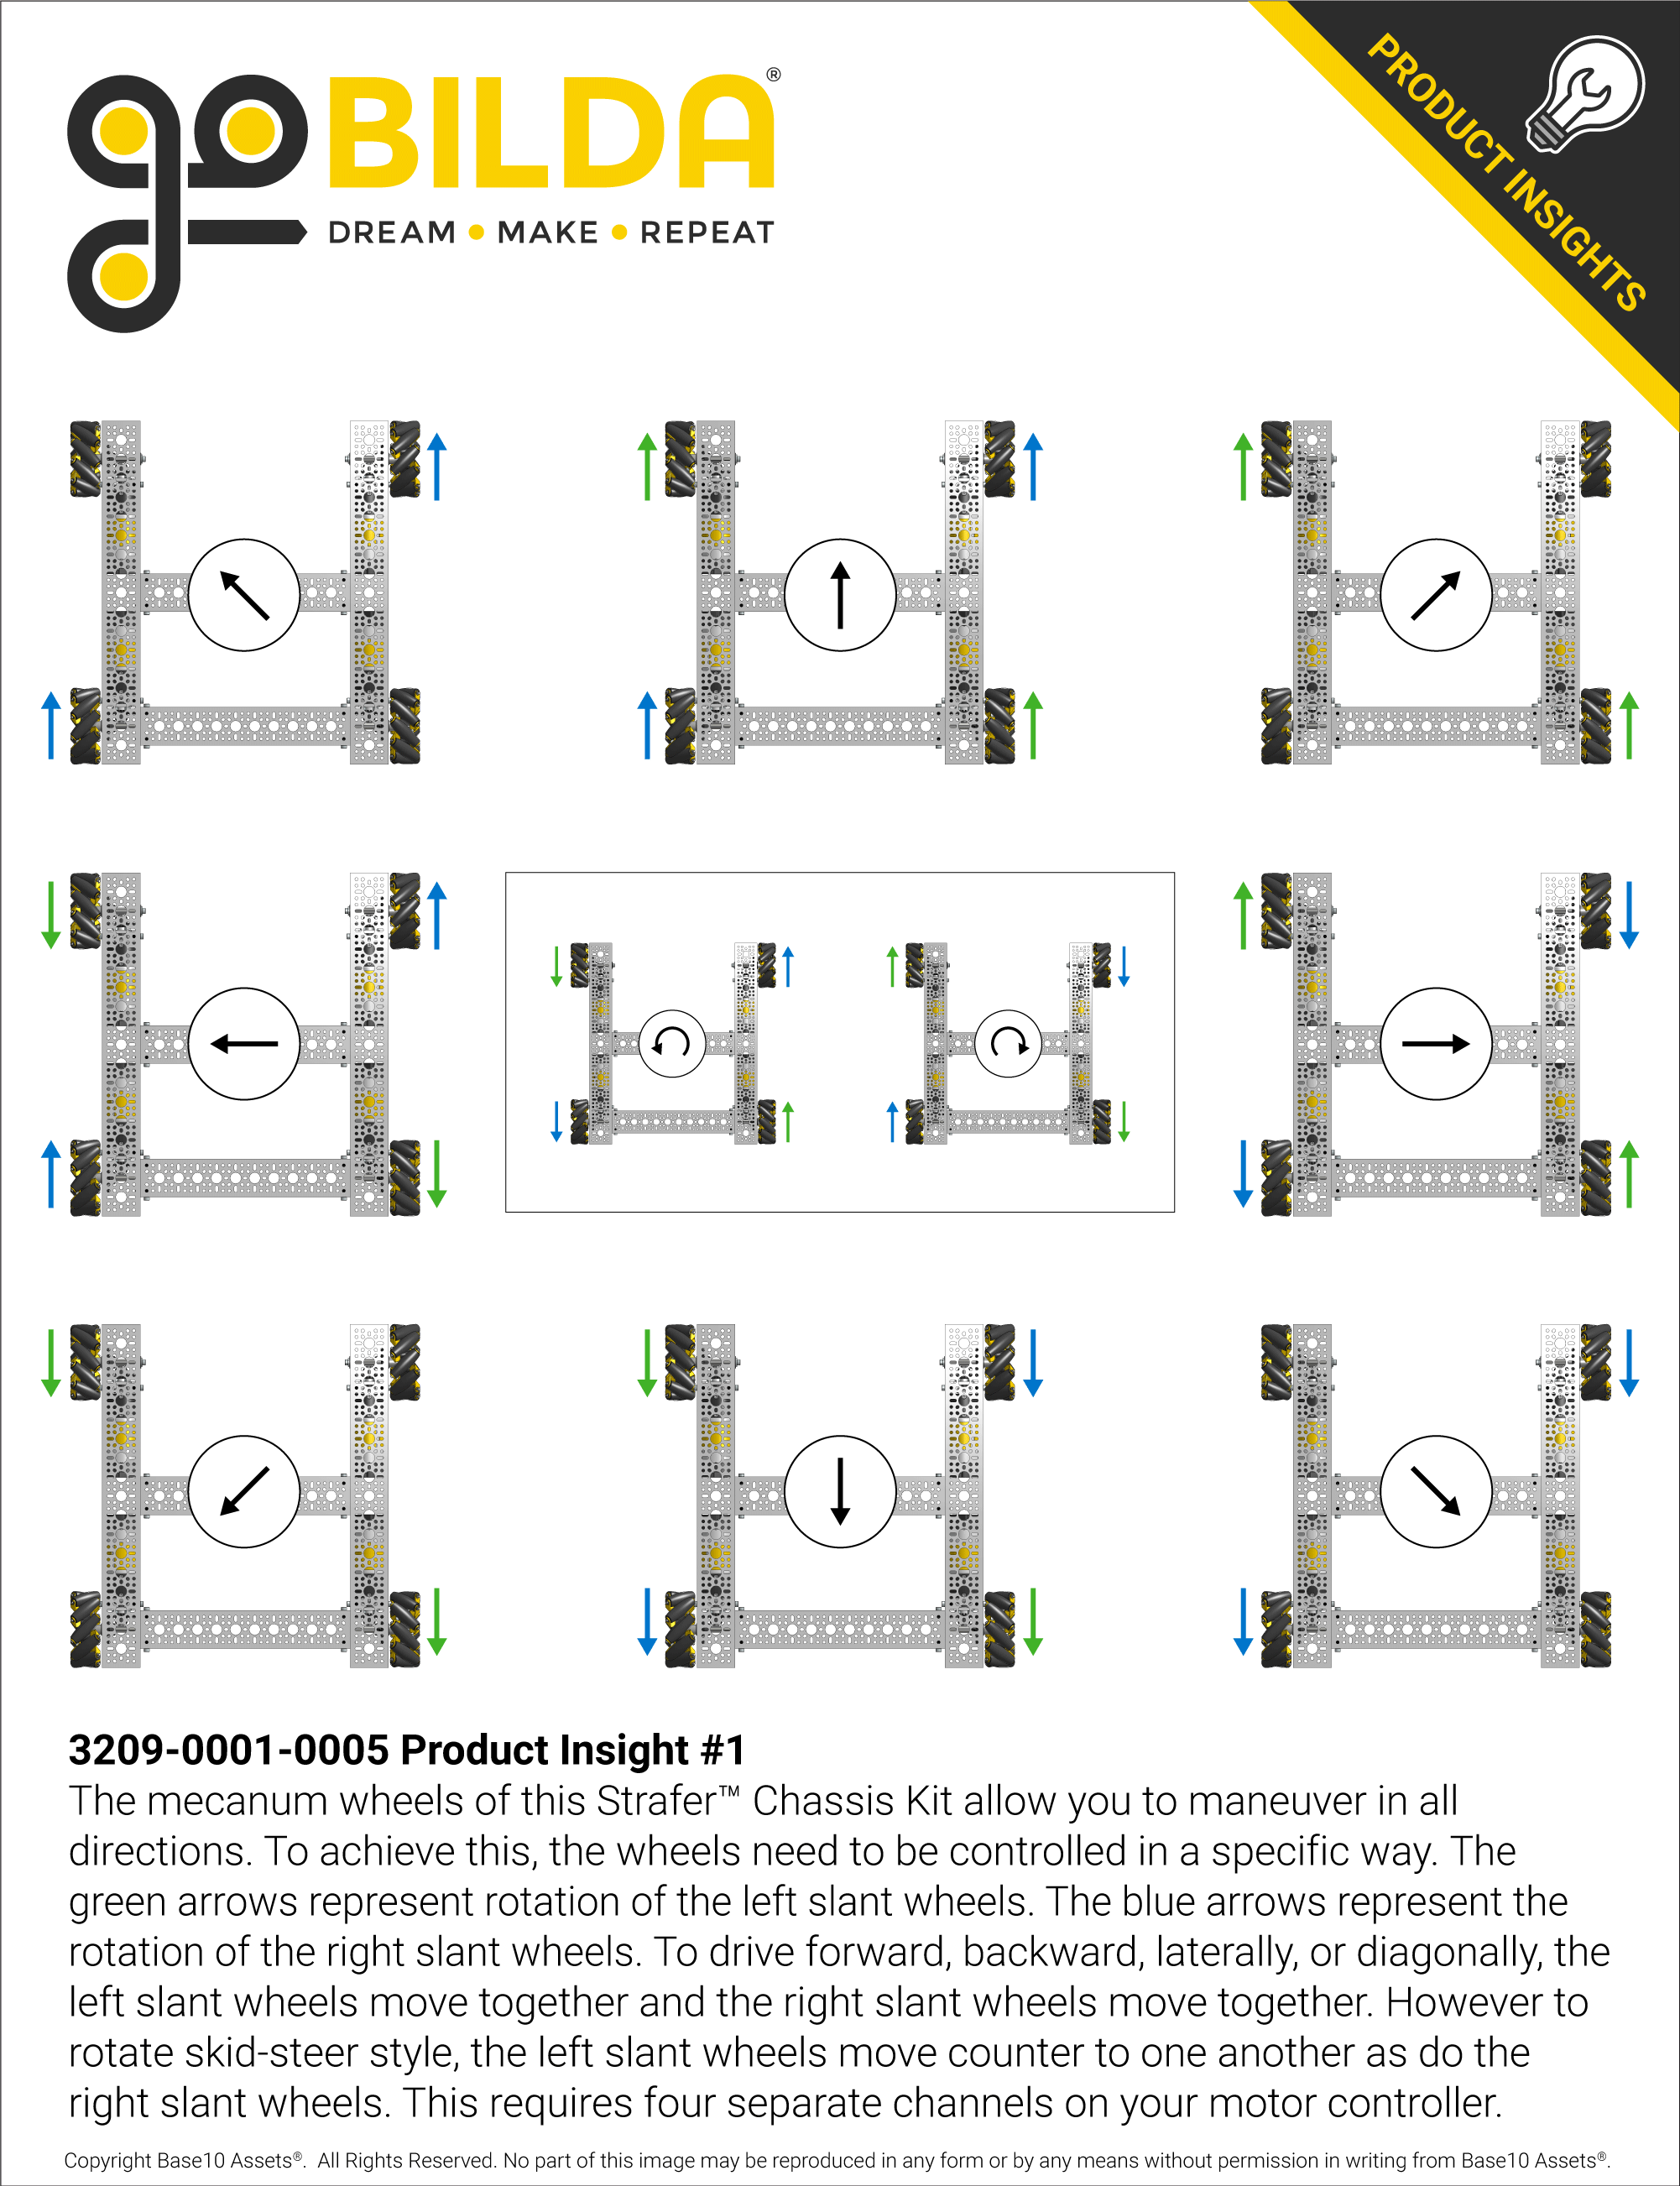 goBILDA®
DREAM • MAKE • REPEAT
PRODUCT INSIGHTS
3209-0001-0005 Product Insight #1
The mecanum wheels of this Strafer™ Chassis Kit allow you to maneuver in all
directions. To achieve this, the wheels need to be controlled in a specific way. The
green arrows represent rotation of the left slant wheels. The blue arrows represent the
rotation of the right slant wheels. To drive forward, backward, laterally, or diagonally, the
left slant wheels move together and the right slant wheels move together. However to
rotate skid-steer style, the left slant wheels move counter to one another as do the
right slant wheels. This requires four separate channels on your motor controller.
Copyright Base10 Assets®.  All Rights Reserved. No part of this image may be reproduced in any form or by any means without permission in writing from Base10 Assets®.